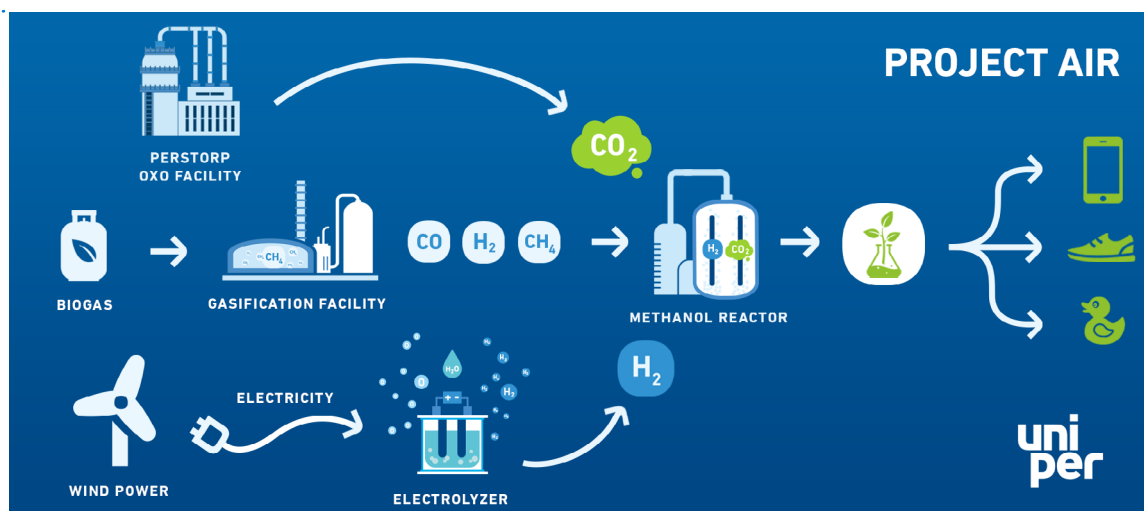 PROJECT AIR
CO2
PERSTORP
OXO FACILITY
CO
H2
CH4
H2
CO2
CH4
BIOGAS
GASIFICATION FACILITY
METHANOL REACTOR
H2O
O
H2
+ -
H2
ELECTRICITY
WIND POWER
ELECTROLYZER
uni
per